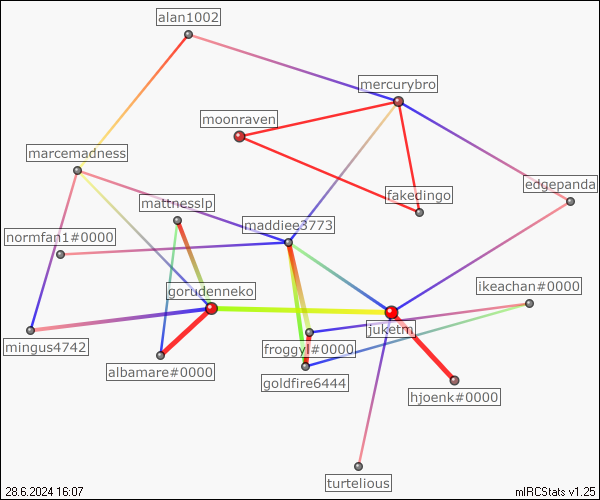 alan1002
mercurybro
moonraven
marcemadness
edgepanda
fakedingo
mattnesslp
maddiee3773
normfan1#0000
gorudenneko
ikeachan#0000
juketm
mingus4742
froggyl#0000
albamare#0000
goldfire6444
hjoenk#0000
turtelious
28.6.2024 16:07
mIRCStats v1.25